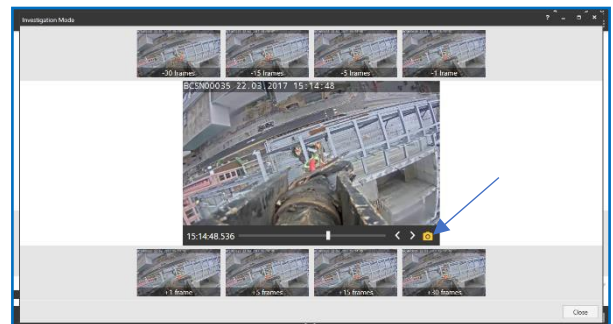 Investigation Mode
-30 frames -15 frames -5 frames -1 frame
BCSN00035 22.03.2017 15:14:48
15:14:48.536
+1 frame +5 frames +15 frames +30 frames
Close